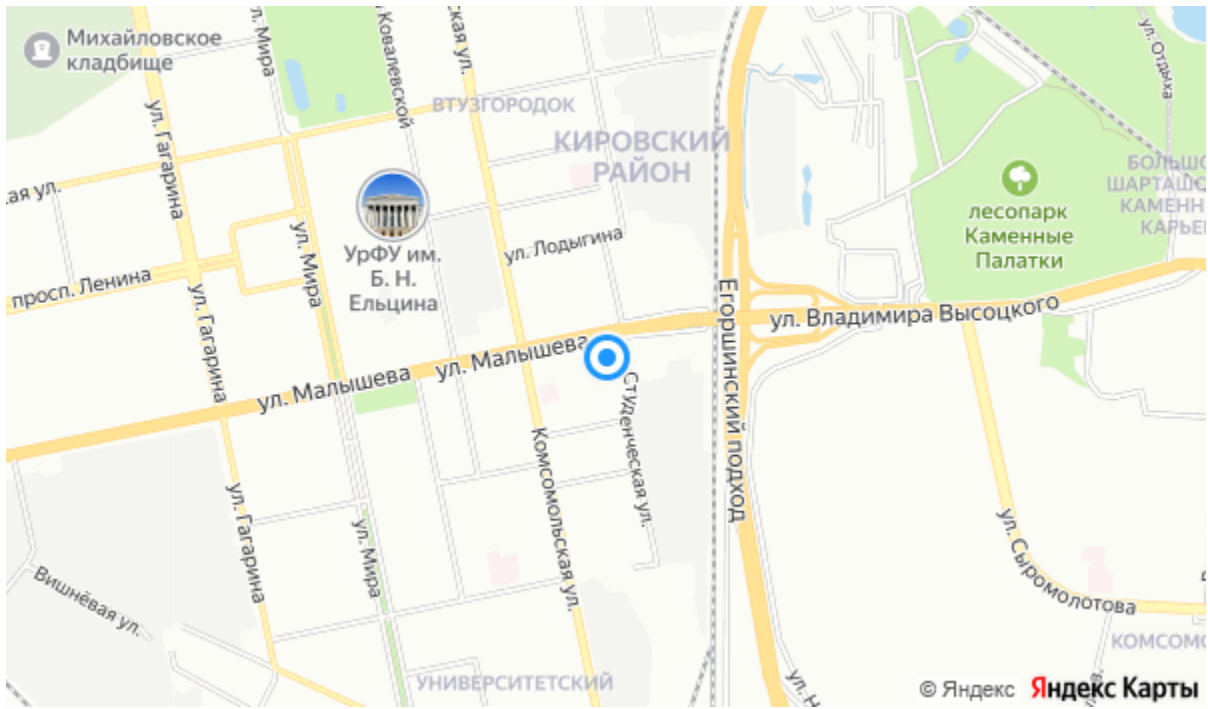 Михайловское
кладбище
ул. Мира
Ковалевской
ская ул.
ул. Отдыха
ВТУЗГОРОДОК
КИРОВСКИЙ
РАЙОН
ул. Гагарина
ая ул.
БОЛЬШО
ШАРТАШС
КАМЕНН
КАРЬЕ
лесопарк
Каменные
Палатки
УрФУ им.
Б. Н.
Ельцина
ул. Мира
ул. Лодыгина
просп. Ленина
ул. Гагарина
Егоршинский подход
ул. Владимира Высоцкого
ул. Малышева
ул. Малышева
Студенческая ул.
Комсомольская ул.
ул. Гагарина
ул. Мира
Вишнёвая ул.
ул. Сыромолотова
КОМСОМО
УНИВЕРСИТЕТСКИЙ
ул. Н
© Яндекс Яндекс Карты